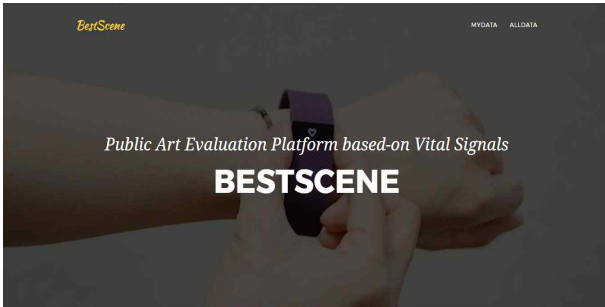 BestScene
MYDATA ALLDATA
Public Art Evaluation Platform based-on Vital Signals
BESTSCENE